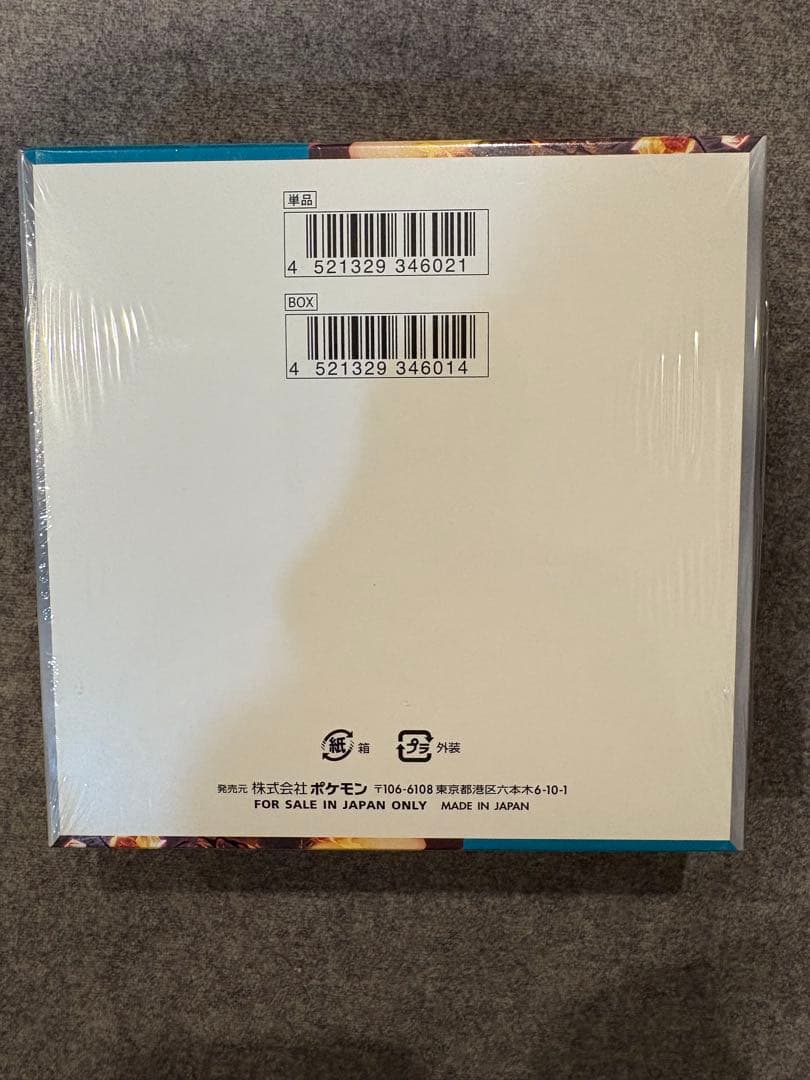 単品
4 521329 346021
BOX
4 521329 346014
紙 箱 プラ 外装
発売元 株式会社 ポケモン 〒106-6108 東京都港区六本木6-10-1
FOR SALE IN JAPAN ONLY MADE IN JAPAN